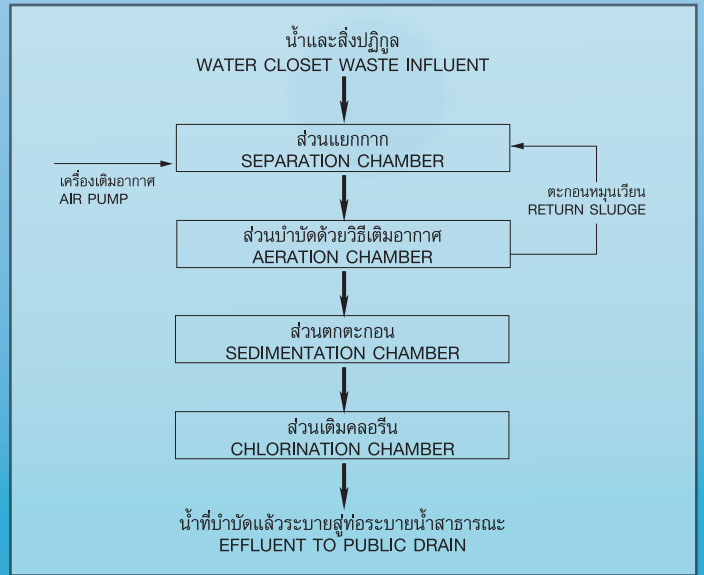 น้ำและสิ่งปฏิกูล
WATER CLOSET WASTE INFLUENT
ส่วนแยกกาก
SEPARATION CHAMBER
เครื่องเติมอากาศ
AIR PUMP
ตะกอนหมุนเวียน
RETURN SLUDGE
ส่วนบำบัดด้วยวิธีเติมอากาศ
AERATION CHAMBER
ส่วนตกตะกอน
SEDIMENTATION CHAMBER
ส่วนเติมคลอรีน
CHLORINATION CHAMBER
น้ำที่บำบัดแล้วระบายสู่ท่อระบายน้ำสาธารณะ
EFFLUENT TO PUBLIC DRAIN